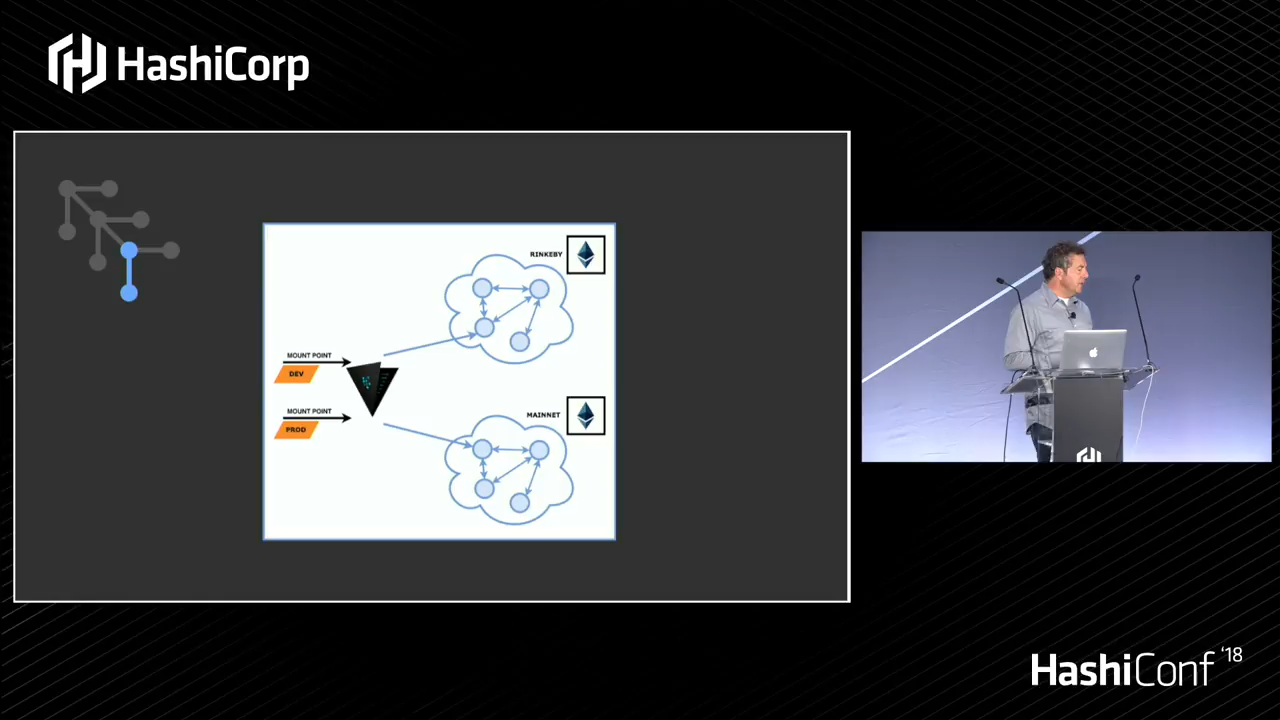 HashiCorp
RINKEBY
MOUNT POINT
DEV
MOUNT POINT
PROD
MAINNET
HashiConf '18